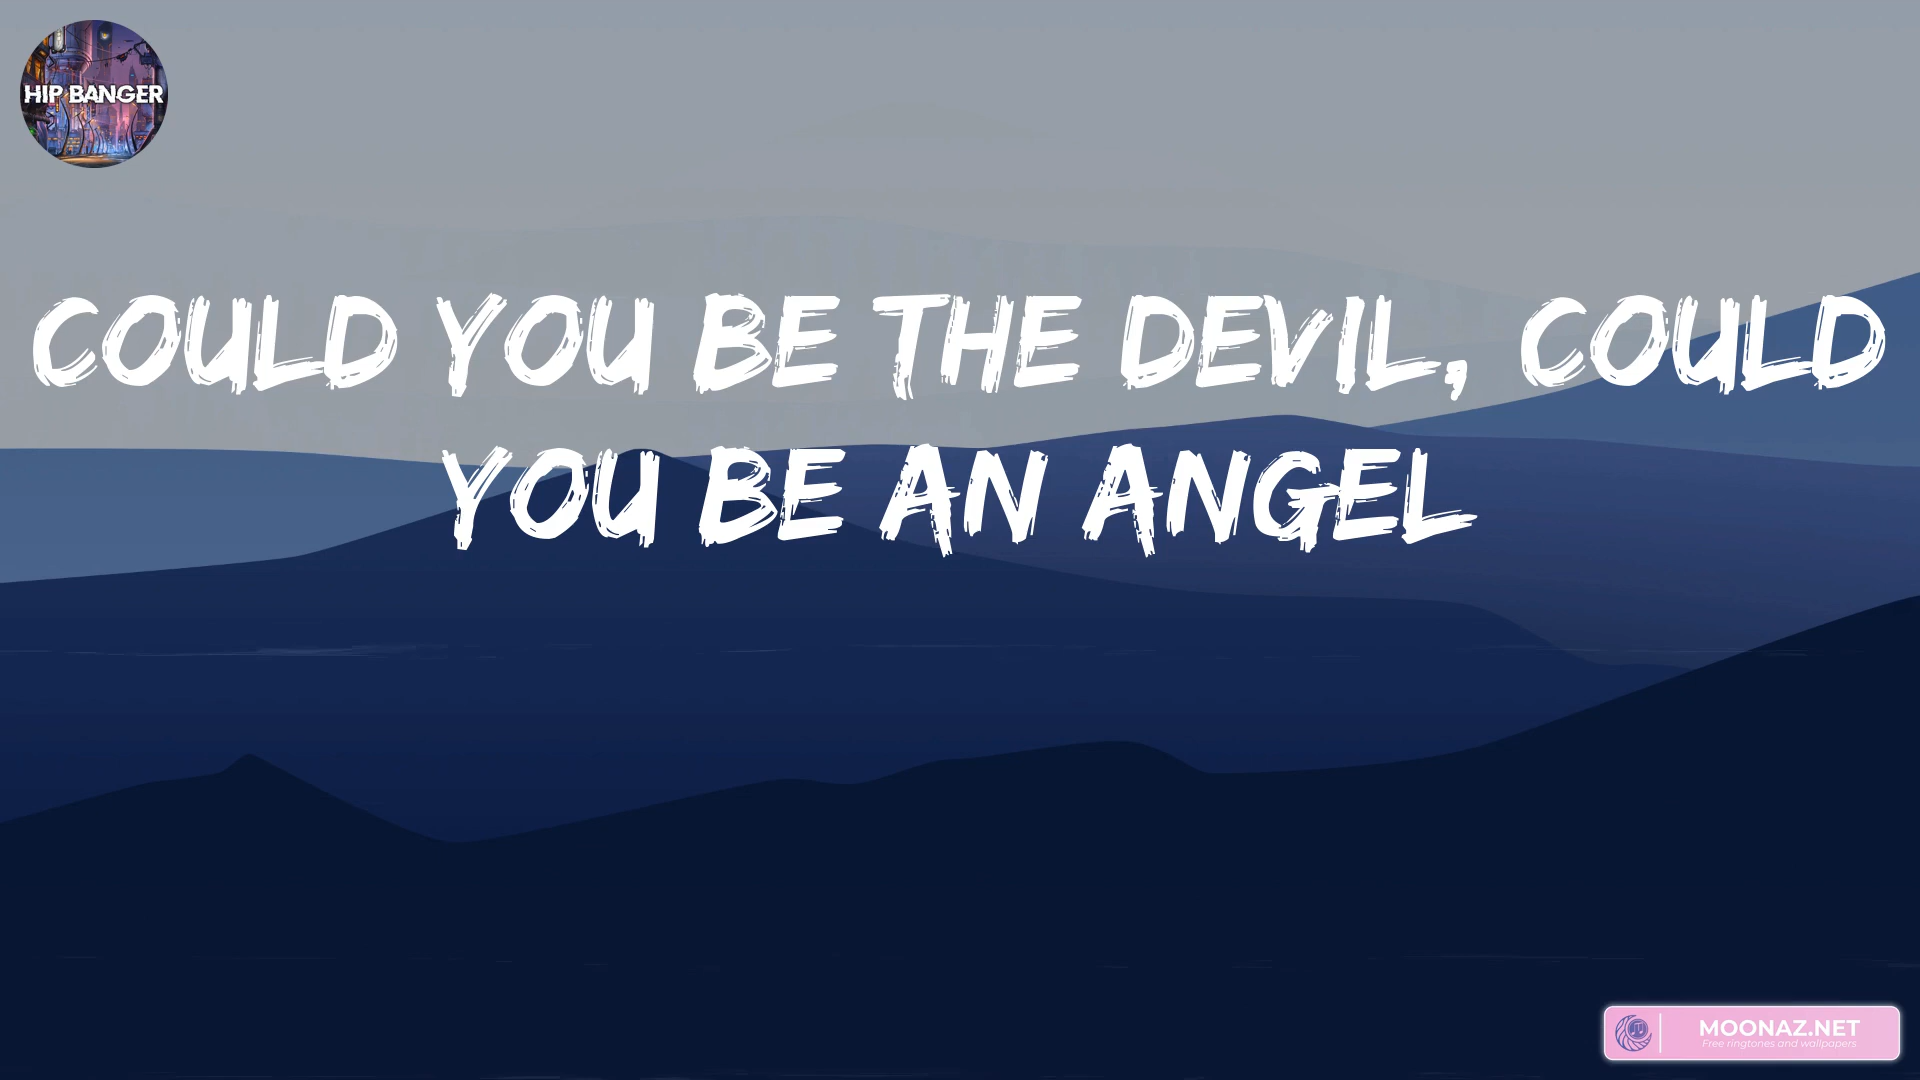 HIP BANGER
COULD YOU BE THE DEVIL, COULD
YOU BE AN ANGEL
MOONAZ.NET
Free ringtones and wallpapers